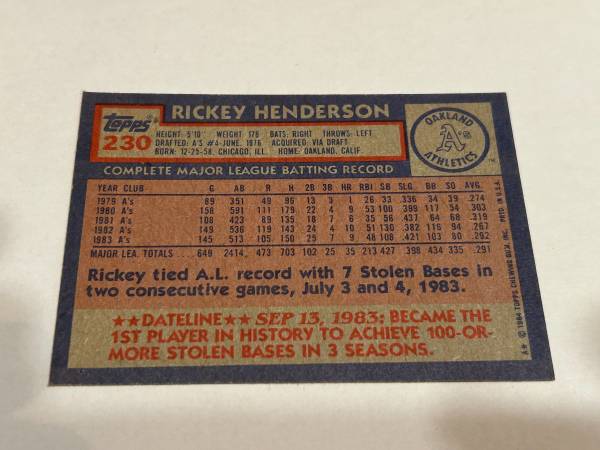 RICKEY HENDERSON
Topps®
230
HEIGHT: 5'10" WEIGHT: 178 BATS: RIGHT THROWS: LEFT
DRAFTED: A'S #4-JUNE, 1976 ACQUIRED: VIA DRAFT
BORN: 12-25-58, CHICAGO, ILL. HOME: OAKLAND, CALIF.
OAKLAND
A's
ATHLETICS
TM
COMPLETE MAJOR LEAGUE BATTING RECORD
YEAR CLUB G AB R H 2B 3B HR RBI SB SLG. BB SO AVG.
1979 A's 89 351 49 96 13 3 1 26 33 .336 34 39 .274
1980 A's 158 591 111 179 22 4 9 53 100 .399 117 54 .303
1981 A's 108 423 89 135 18 7 6 35 56 .437 64 68 .319
1982 A's 149 536 119 143 24 4 10 51 130 .382 116 94 .267
1983 A's 145 513 105 150 25 7 9 48 108 .421 103 80 .292
MAJOR LEA. TOTALS 649 2414 473 703 102 25 35 213 427 .398 434 335 .291
Rickey tied A.L. record with 7 Stolen Bases in
two consecutive games, July 3 and 4, 1983.
★★DATELINE★★ SEP 13, 1983: BECAME THE
1ST PLAYER IN HISTORY TO ACHIEVE 100-OR-
MORE STOLEN BASES IN 3 SEASONS.
A★ © 1984 TOPPS CHEWING GUM, INC. PRTD. IN U.S.A.